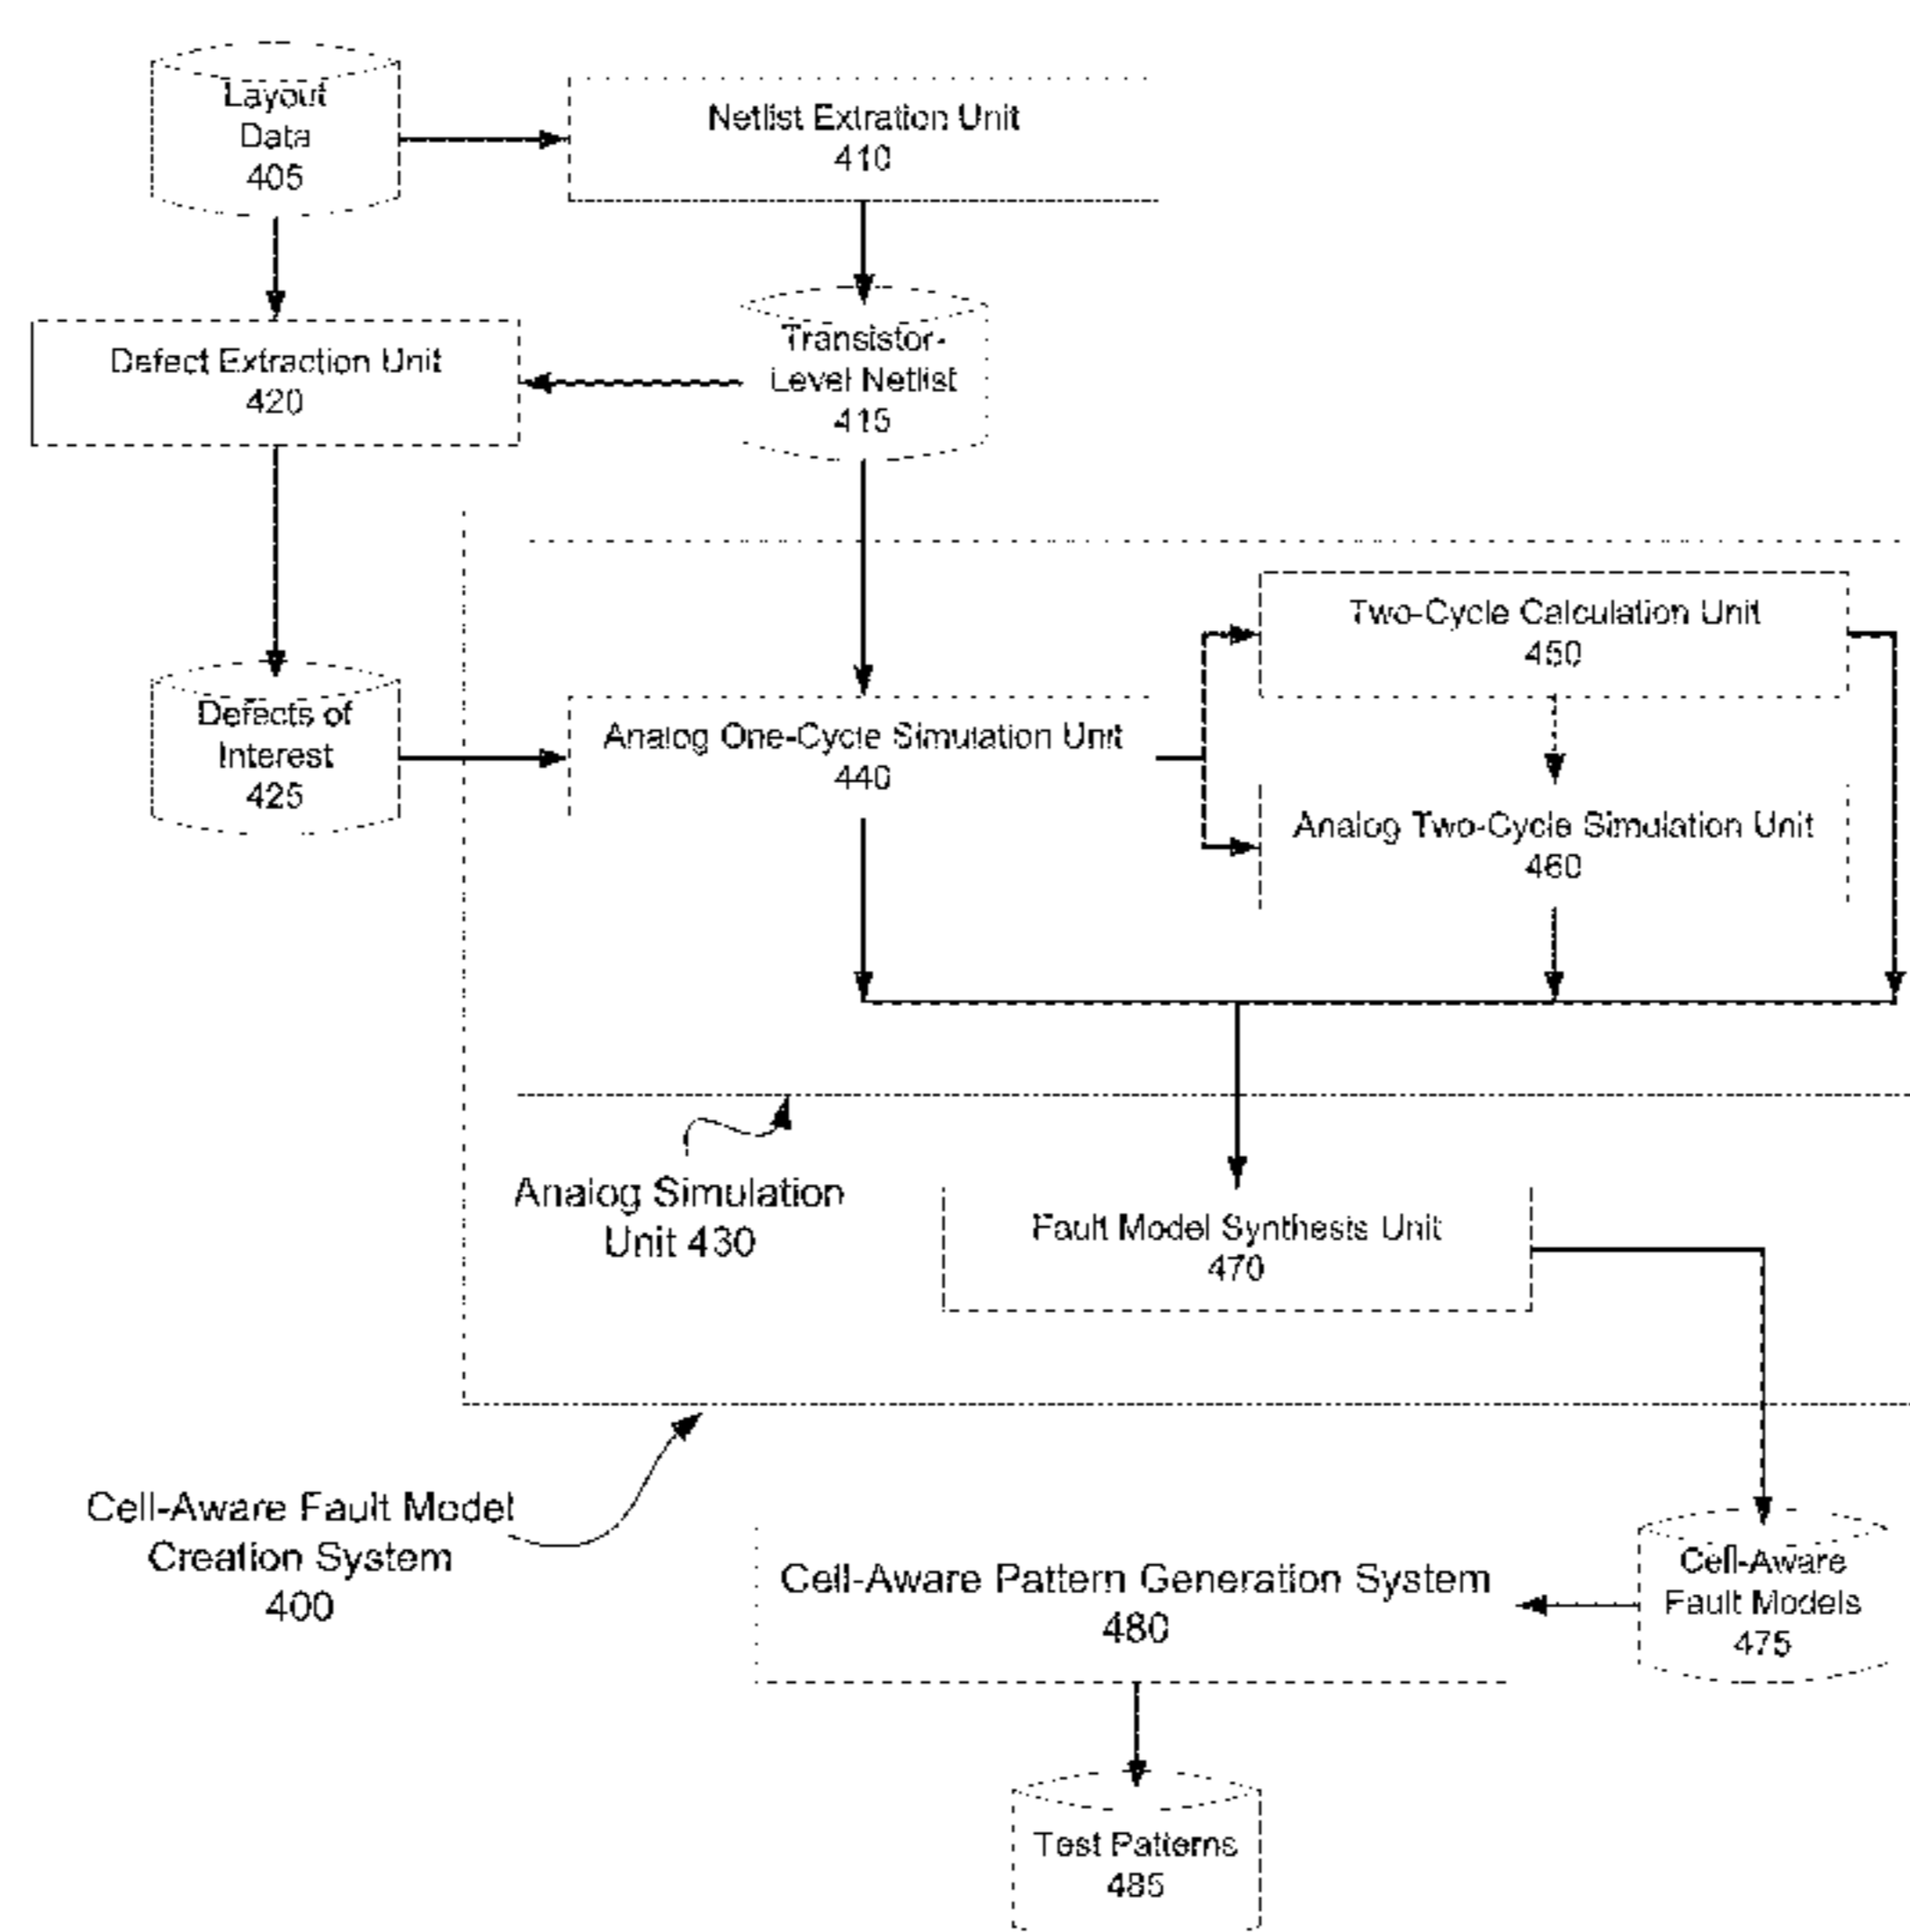 Layout
Data
405
Netlist Extration Unit
410
Defect Extraction Unit
420
Transistor-
Level Netlist
415
Two-Cycle Calculation Unit
450
Defects of
Interest
425
Analog One-Cycle Simulation Unit
440
Analog Two-Cycle Simulation Unit
460
Analog Simulation
Unit 430
Fault Model Synthesis Unit
470
Cell-Aware Fault Model
Creation System
400
Cell-Aware Pattern Generation System
480
Cell-Aware
Fault Models
475
Test Patterns
485